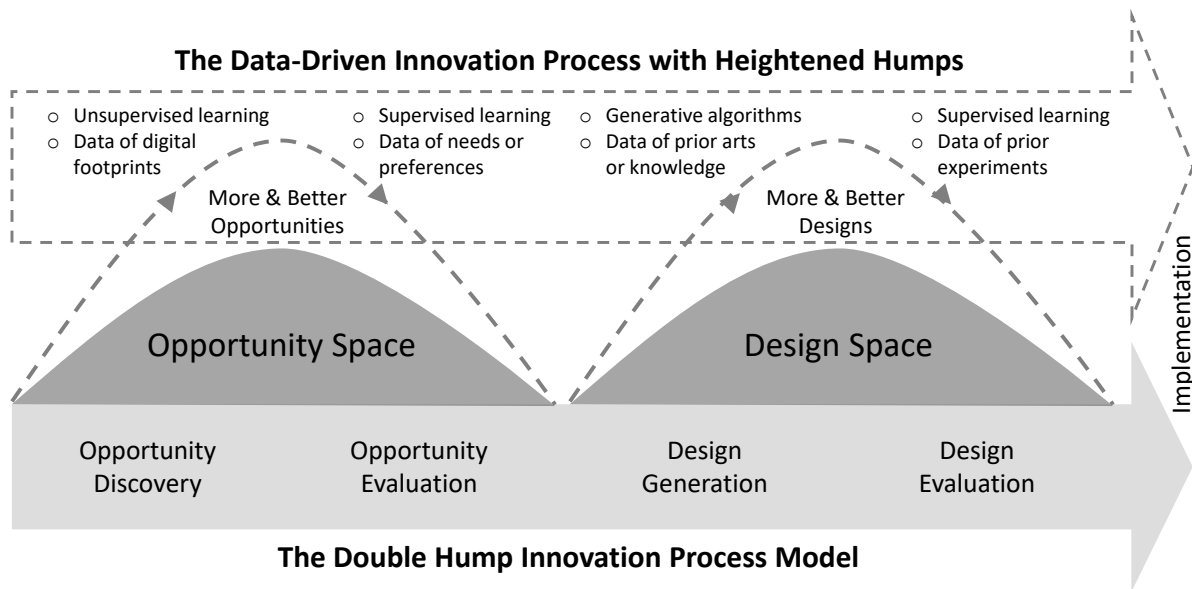 The Data-Driven Innovation Process with Heightened Humps
o Unsupervised learning
o Data of digital
footprints
o Supervised learning
o Data of needs or
preferences
o Generative algorithms
o Data of prior arts
or knowledge
o Supervised learning
o Data of prior
experiments
More & Better
Opportunities
More & Better
Designs
Opportunity Space
Design Space
Implementation
Opportunity
Discovery
Opportunity
Evaluation
Design
Generation
Design
Evaluation
The Double Hump Innovation Process Model